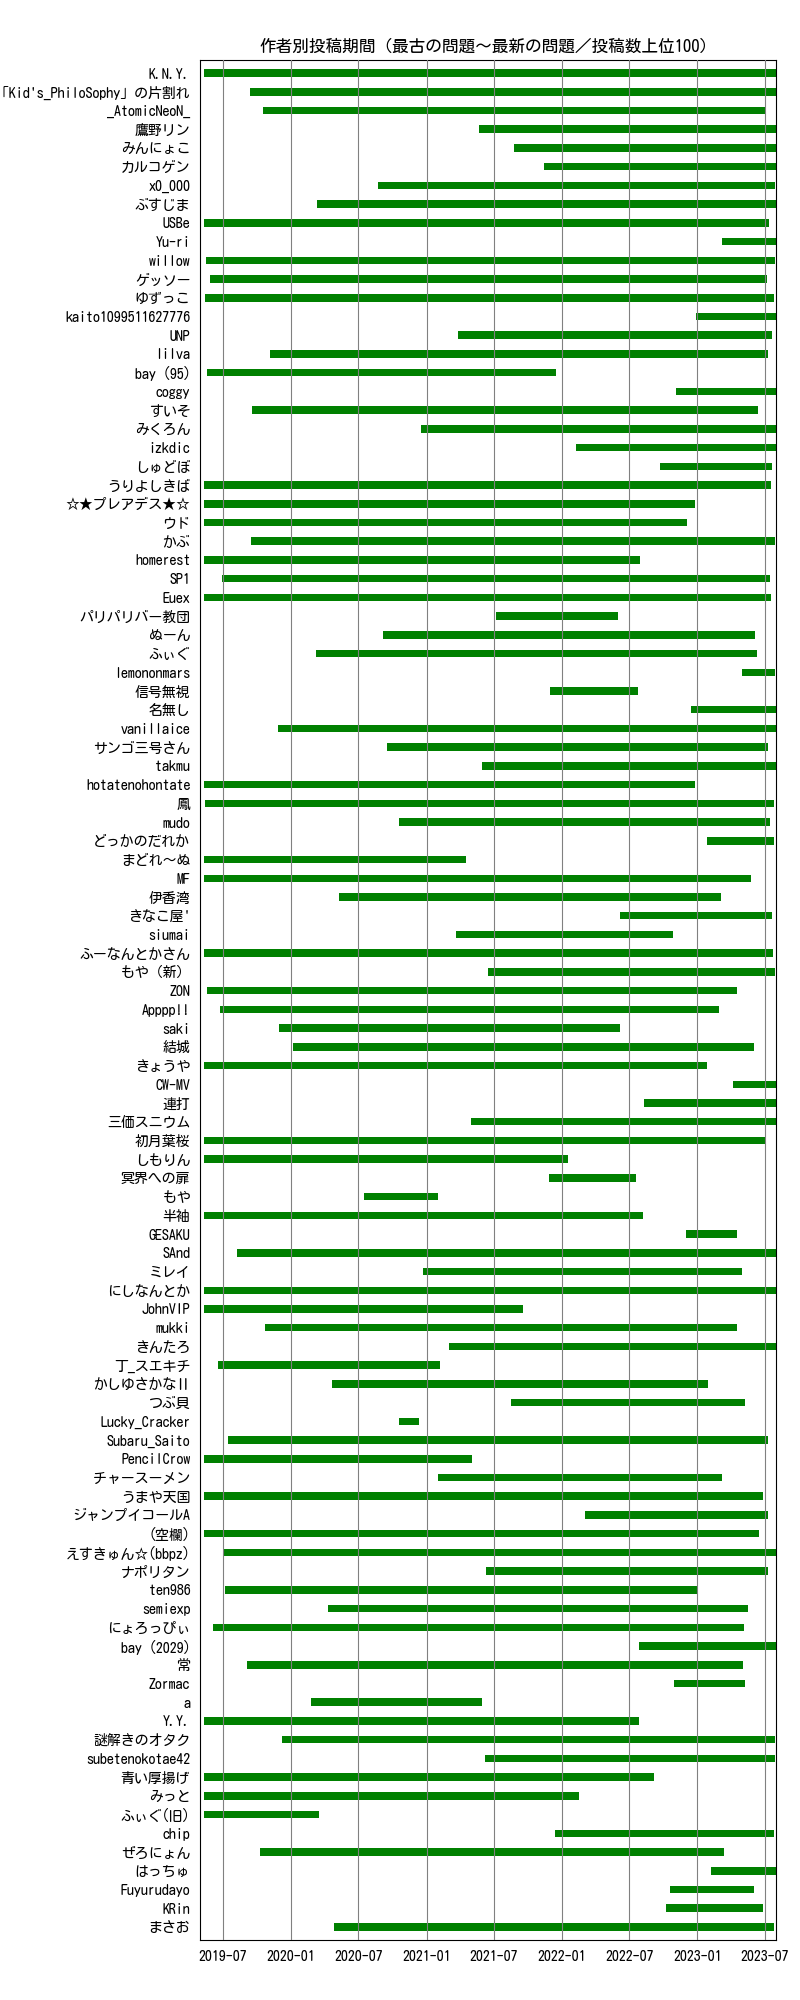 作者別投稿期間（最古の問題～最新の問題／投稿数上位100）
K.N.Y.
「Kid's_PhiloSophy」の片割れ
_AtomicNeoN_
鷹野リン
みんにょこ
カルコゲン
x0_000
ぶすじま
USBe
Yu-ri
willow
ゲッソー
ゆずっこ
kaito1099511627776
UNP
lilva
bay (95)
coggy
すいそ
みくろん
izkdic
しゅどぼ
うりよしきば
☆★プレアデス★☆
ウド
かぶ
homerest
SP1
Euex
パリパリバー教団
ぬーん
ふぃぐ
lemononmars
信号無視
名無し
vanillaice
サンゴ三号さん
takmu
hotatenohontate
鳳
mudo
どっかのだれか
まどれ～ぬ
MF
伊香湾
きなこ屋'
siumai
ふーなんとかさん
もや（新）
ZON
Appppll
saki
結城
きょうや
CW-MV
連打
三価スニウム
初月葉桜
しもりん
冥界への扉
もや
半袖
GESAKU
SAnd
ミレイ
にしなんとか
JohnVIP
mukki
きんたろ
丁_スエキチ
かしゆさかなII
つぶ貝
Lucky_Cracker
Subaru_Saito
PencilCrow
チャースーメン
うまや天国
ジャンプイコールA
(空欄)
えすきゅん☆(bbpz)
ナポリタン
ten986
semiexp
にょろっぴぃ
bay (2029)
常
Zormac
a
Y.Y.
謎解きのオタク
subetenokotae42
青い厚揚げ
みっと
ふぃぐ(旧)
chip
ぜろにょん
はっちゅ
Fuyurudayo
KRin
まさお
2019-07 2020-01 2020-07 2021-01 2021-07 2022-01 2022-07 2023-01 2023-07